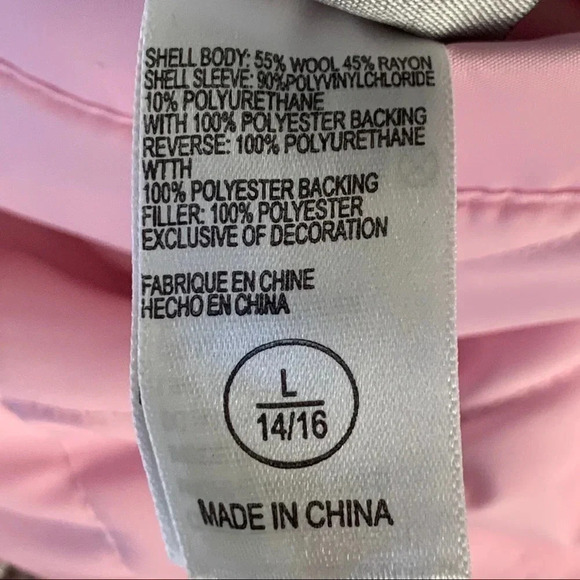 SHELL BODY: 55% WOOL 45% RAYON
SHELL SLEEVE: 90%POLYVINYLCHLORIDE
10% POLYURETHANE
WITH 100% POLYESTER BACKING
REVERSE: 100% POLYURETHANE
WTTH
100% POLYESTER BACKING
FILLER: 100% POLYESTER
EXCLUSIVE OF DECORATION
FABRIQUE EN CHINE
HECHO EN CHINA
L
14/16
MADE IN CHINA